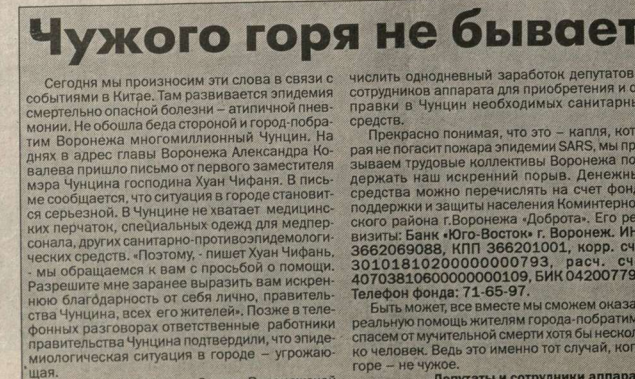 Чужого горя не бывает
Сегодня мы произносим эти слова в связи с
событиями в Китае. Там развивается эпидемия
смертельно опасной болезни – атипичной пнев-
монии. Не обошла беда стороной и город-побра-
тим Воронежа многомиллионный Чунцин. На
днях в адрес главы Воронежа Александра Ко-
валева пришло письмо от первого заместителя
мэра Чунцина господина Хуан Чифаня. В пись-
ме сообщается, что ситуация в городе становит-
ся серьезной. В Чунцине не хватает медицинс-
ких перчаток, специальных одежд для медпер-
сонала, других санитарно-противоэпидемологи-
ческих средств. «Поэтому, - пишет Хуан Чифань,
- мы обращаемся к вам с просьбой о помощи.
Разрешите мне заранее выразить вам искрен-
нюю благодарность от себя лично, правитель-
ства Чунцина, всех его жителей». Позже в теле-
фонных разговорах ответственные работники
правительства Чунцина подтвердили, что эпиде-
миологическая ситуация в городе – угрожаю-
щая.
числить однодневный заработок депутатов
сотрудников аппарата для приобретения и о
правки в Чунцин необходимых санитарн
средств.
Прекрасно понимая, что это – капля, кот
рая не погасит пожара эпидемии SARS, мы пр
зываем трудовые коллективы Воронежа по
держать наш искренний порыв. Денежны
средства можно перечислять на счет фонд
поддержки и защиты населения Коминтерно
ского района г.Воронежа «Доброта». Его ре
визиты: Банк «Юго-Восток» г. Воронеж. ИН
3662069088, КПП 366201001, корр. сч
30101810200000000793, расч. сч
40703810600000000109, БИК 04200779
Телефон фонда: 71-65-97.
Быть может, все вместе мы сможем оказа
реальную помощь жителям города-побратим
спасем от мучительной смерти хотя бы нескол
ко человек. Ведь это именно тот случай, ког
горе – не чужое.
Депутаты и сотрудники аппара